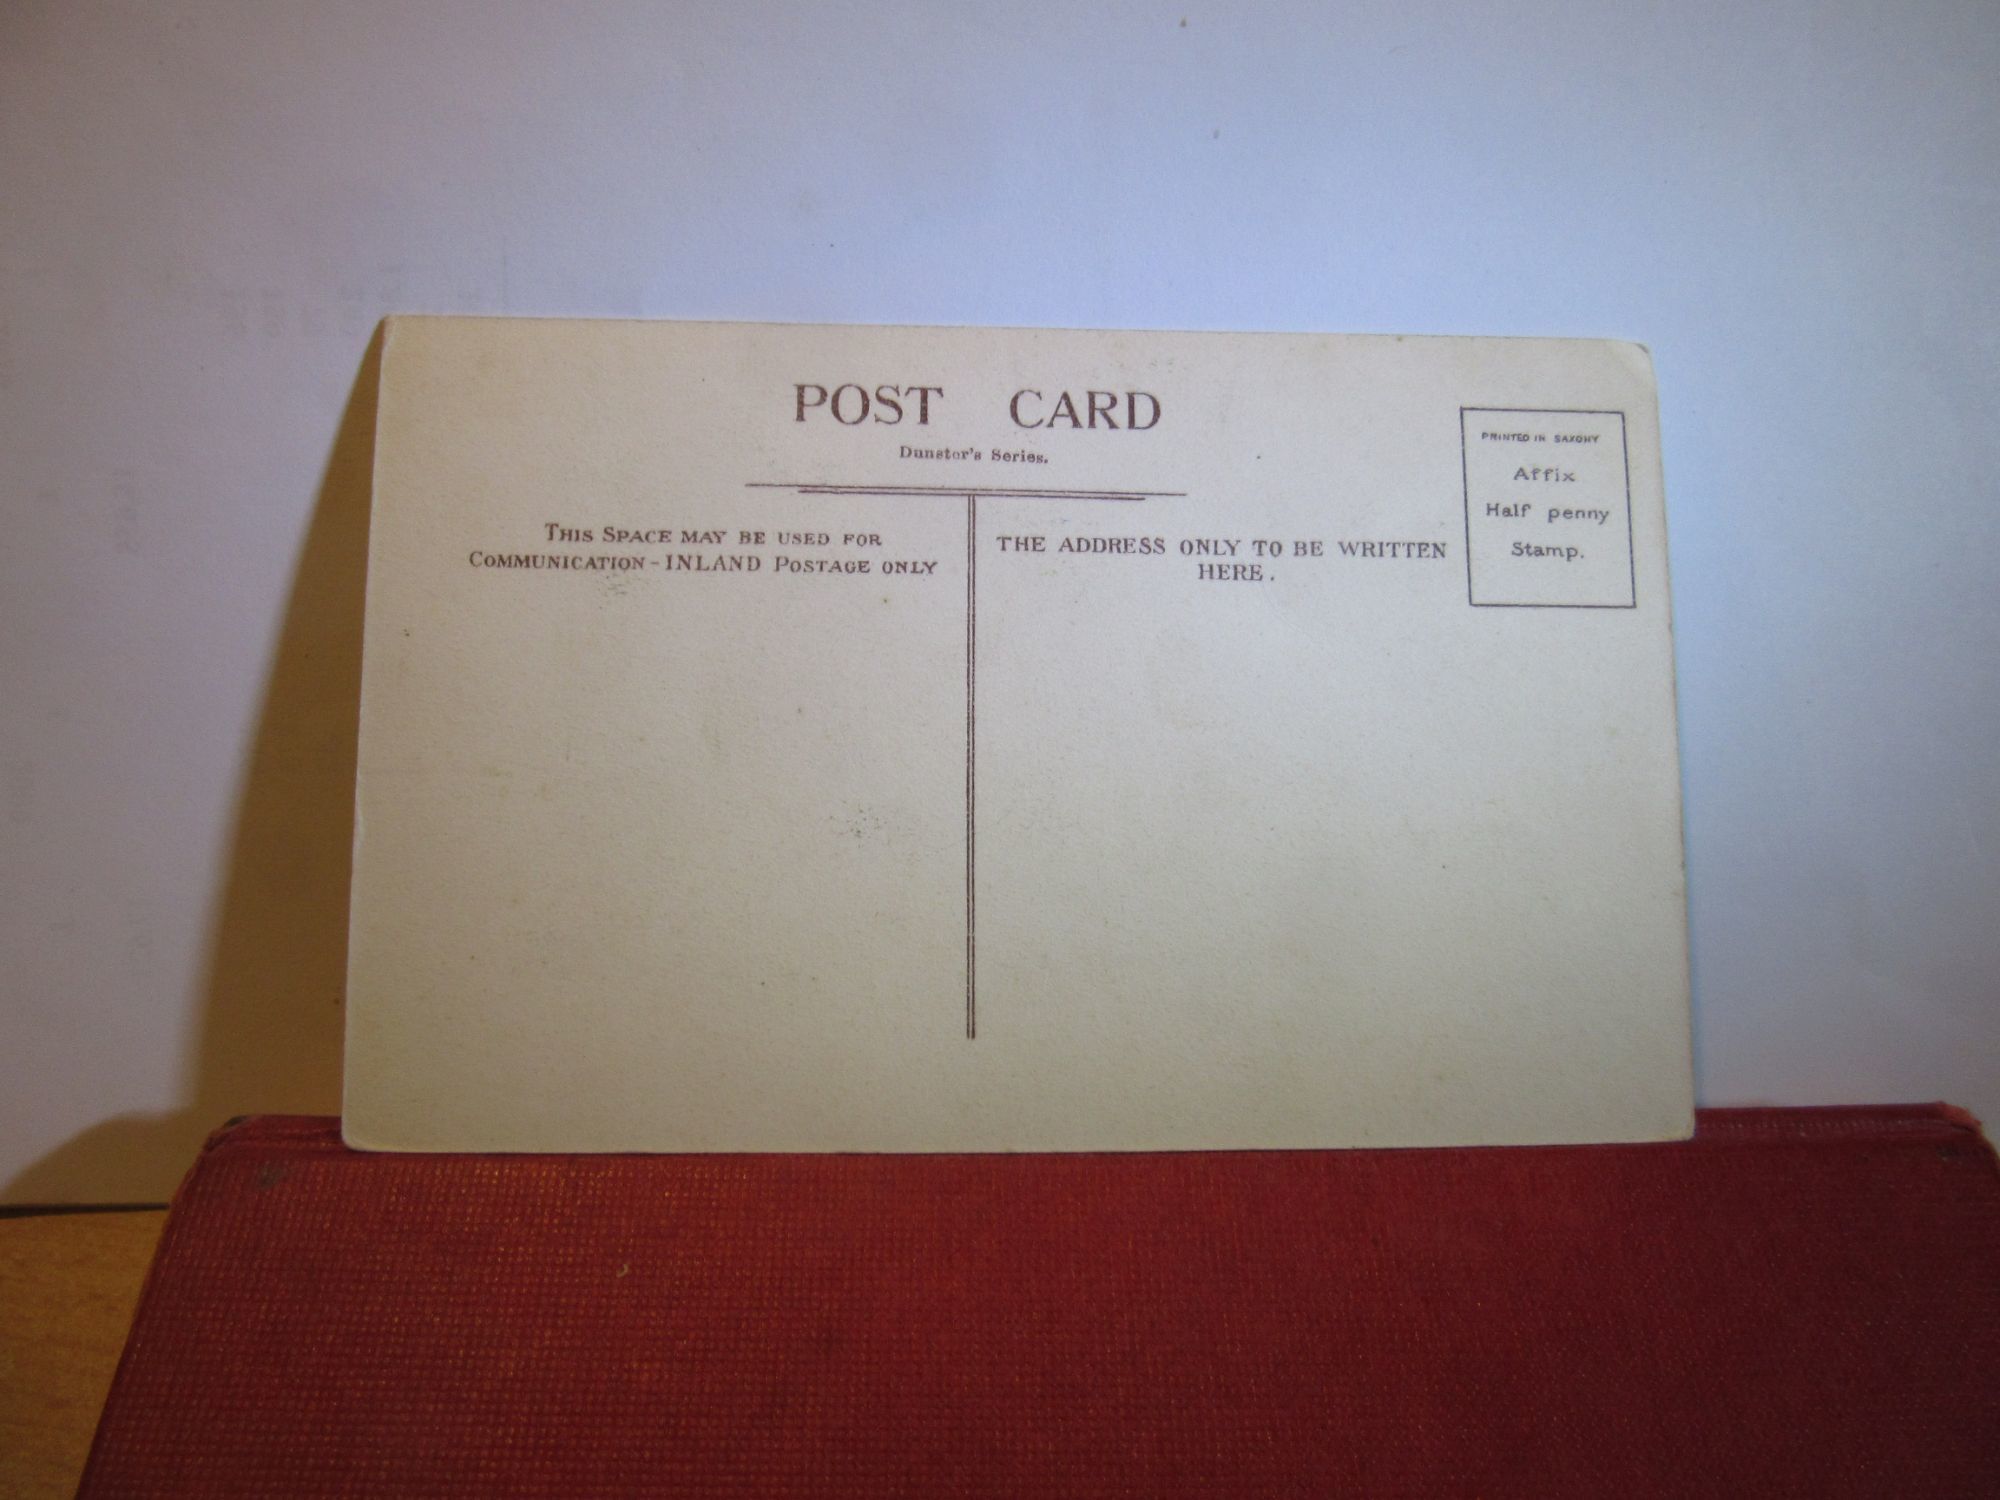 POST CARD
Dunster's Series.
THIS SPACE MAY BE USED FOR
COMMUNICATION - INLAND POSTAGE ONLY
THE ADDRESS ONLY TO BE WRITTEN
HERE.
PRINTED IN SAXONY
Affix
Half penny
Stamp.